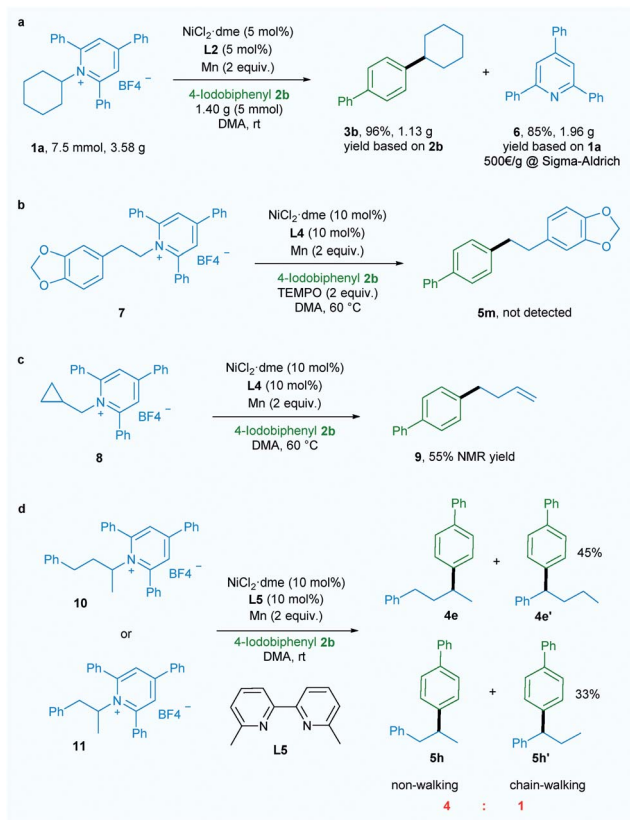 a
Ph
Ph
N
+
BF4 −
Ph
1a, 7.5 mmol, 3.58 g
NiCl2·dme (5 mol%)
L2 (5 mol%)
Mn (2 equiv.)
4-Iodobiphenyl 2b
1.40 g (5 mmol)
DMA, rt
Ph
3b, 96%, 1.13 g
yield based on 2b
+
Ph
Ph
N
Ph
6, 85%, 1.96 g
yield based on 1a
500€/g @ Sigma-Aldrich
b
O
O
Ph
Ph
N
+
BF4 −
Ph
7
NiCl2·dme (10 mol%)
L4 (10 mol%)
Mn (2 equiv.)
4-Iodobiphenyl 2b
TEMPO (2 equiv.)
DMA, 60 °C
Ph
O
O
5m, not detected
c
Ph
Ph
N
+
BF4 −
Ph
8
NiCl2·dme (10 mol%)
L4 (10 mol%)
Mn (2 equiv.)
4-Iodobiphenyl 2b
DMA, 60 °C
Ph
9, 55% NMR yield
d
Ph
Ph
Ph
N
+
BF4 −
Ph
10
or
Ph
Ph
Ph
N
+
BF4 −
Ph
11
NiCl2·dme (10 mol%)
L5 (10 mol%)
Mn (2 equiv.)
4-Iodobiphenyl 2b
DMA, rt
N
N
L5
Ph
Ph
4e
+
Ph
45%
Ph
4e'
Ph
Ph
5h
+
Ph
33%
Ph
5h'
non-walking chain-walking
4 : 1